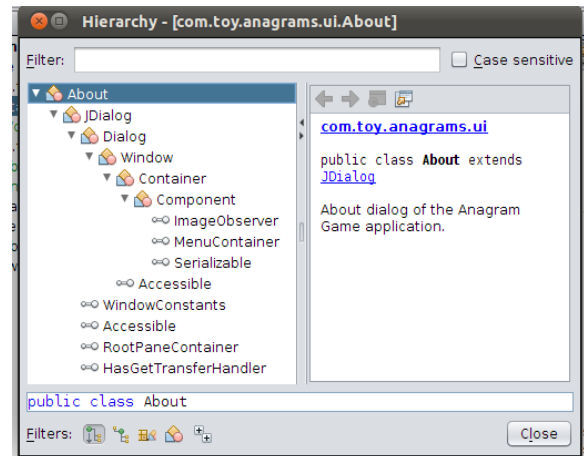 Hierarchy - [com.toy.anagrams.ui.About]
Filter:
Case sensitive
About
JDialog
Dialog
Window
Container
Component
ImageObserver
MenuContainer
Serializable
Accessible
WindowConstants
Accessible
RootPaneContainer
HasGetTransferHandler
com.toy.anagrams.ui
public class About extends
JDialog
About dialog of the Anagram
Game application.
public class About
Filters:
Close